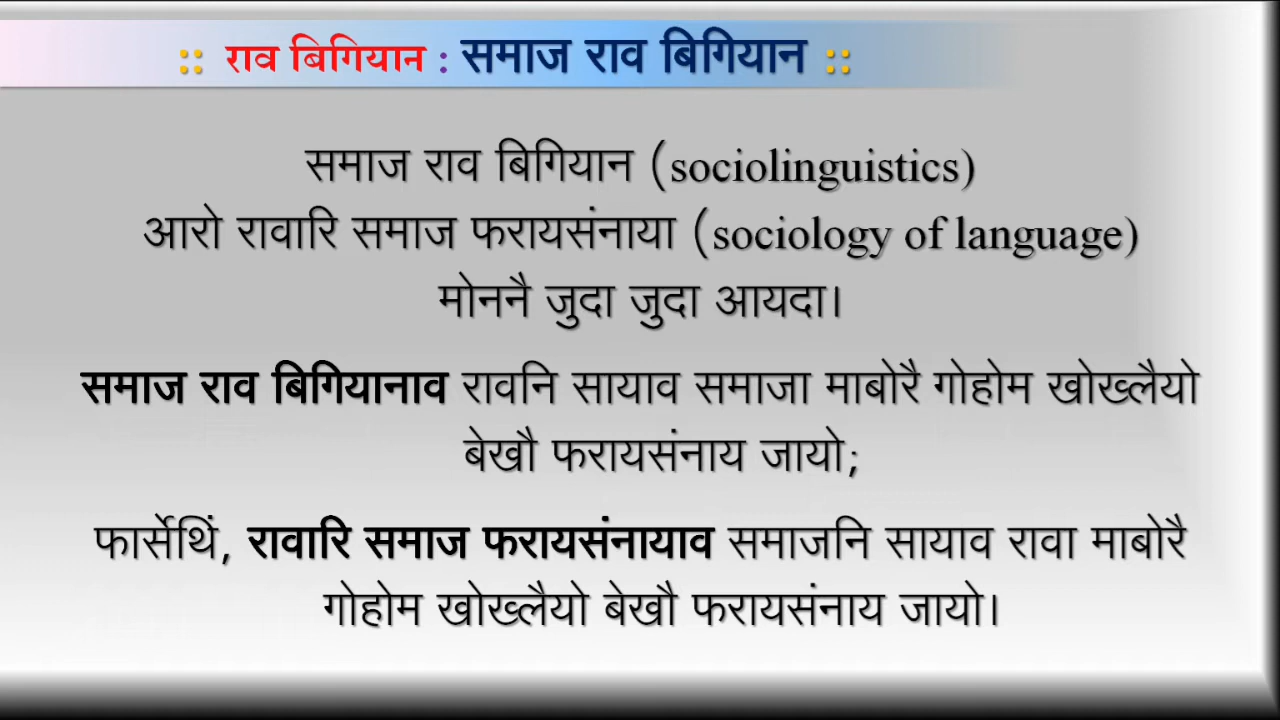 :: राव बिगियान : समाज राव बिगियान ::
समाज राव बिगियान (sociolinguistics)
आरो रावारि समाज फरायसंनाया (sociology of language)
मोननै जुदा जुदा आयदा।
समाज राव बिगियानाव रावनि सायाव समाजा माबोरै गोहोम खोख्लैयो
बेखौ फरायसंनाय जायो;
फार्सेथिं, रावारि समाज फरायसंनायाव समाजनि सायाव रावा माबोरै
गोहोम खोख्लैयो बेखौ फरायसंनाय जायो।